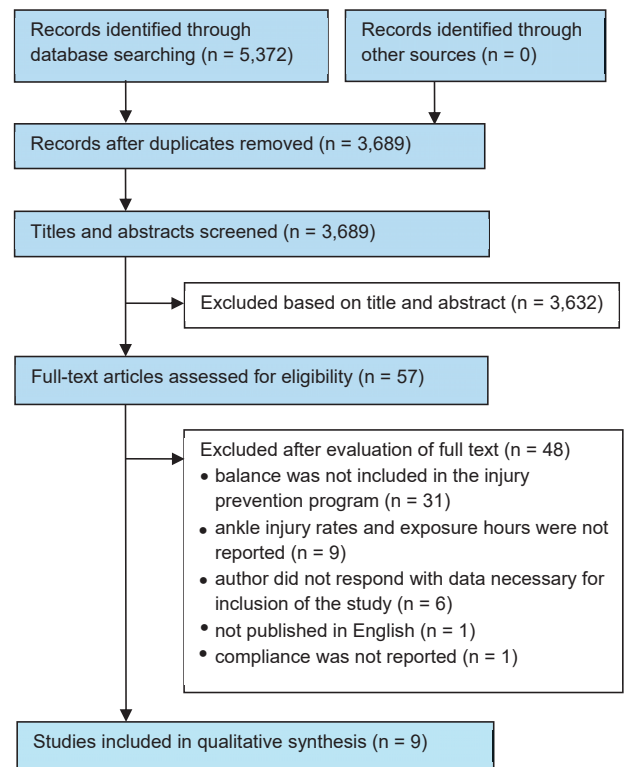 Records identified through
database searching (n = 5,372)
Records identified through
other sources (n = 0)
Records after duplicates removed (n = 3,689)
Titles and abstracts screened (n = 3,689)
Excluded based on title and abstract (n = 3,632)
Full-text articles assessed for eligibility (n = 57)
Excluded after evaluation of full text (n = 48)
• balance was not included in the injury
prevention program (n = 31)
• ankle injury rates and exposure hours were not
reported (n = 9)
• author did not respond with data necessary for
inclusion of the study (n = 6)
• not published in English (n = 1)
• compliance was not reported (n = 1)
Studies included in qualitative synthesis (n = 9)